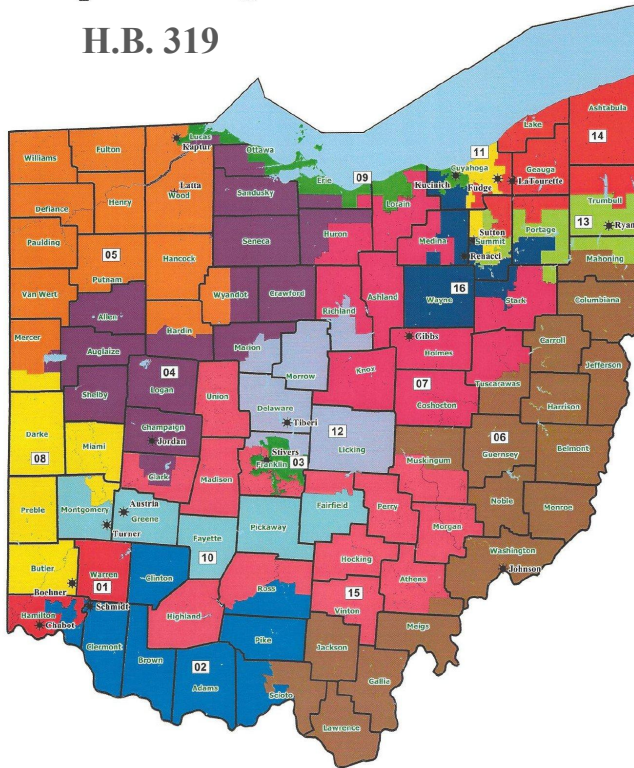 H.B. 319
Ashtabula
Lake
14
Lucas
Kaptur
Fulton
Williams
Ottawa
11
Cuyahoga
Geauga
Erie
09
Kucinich
Fudge
LaTourette
Latta
Wood
Sandusky
Lorain
Trumbull
Henry
Defiance
13
Ryan
Huron
Medina
Sutton
Summit
Portage
Paulding
05
Seneca
Renacci
Mahoning
Hancock
Putnam
16
Van Wert
Wyandot
Crawford
Richland
Ashland
Wayne
Stark
Columbiana
Allen
Hardin
Mercer
Gibbs
Holmes
Carroll
Auglaize
Marion
Jefferson
Morrow
Knox
04
Logan
07
Tuscarawas
Shelby
Union
Coshocton
Harrison
Delaware
Tiberi
Champaign
Jordan
12
06
Guernsey
Belmont
Darke
Miami
Licking
08
Stivers
Franklin
03
Muskingum
Clark
Madison
Noble
Monroe
Preble
Montgomery
Austria
Greene
Turner
Fairfield
Perry
Morgan
Fayette
Pickaway
10
Washington
Johnson
Butler
Boehner
Warren
01
Clinton
Hocking
Athens
Ross
15
Schmidt
Vinton
Hamilton
Chabot
Highland
Meigs
Clermont
Pike
Jackson
Brown
02
Adams
Gallia
Scioto
Lawrence